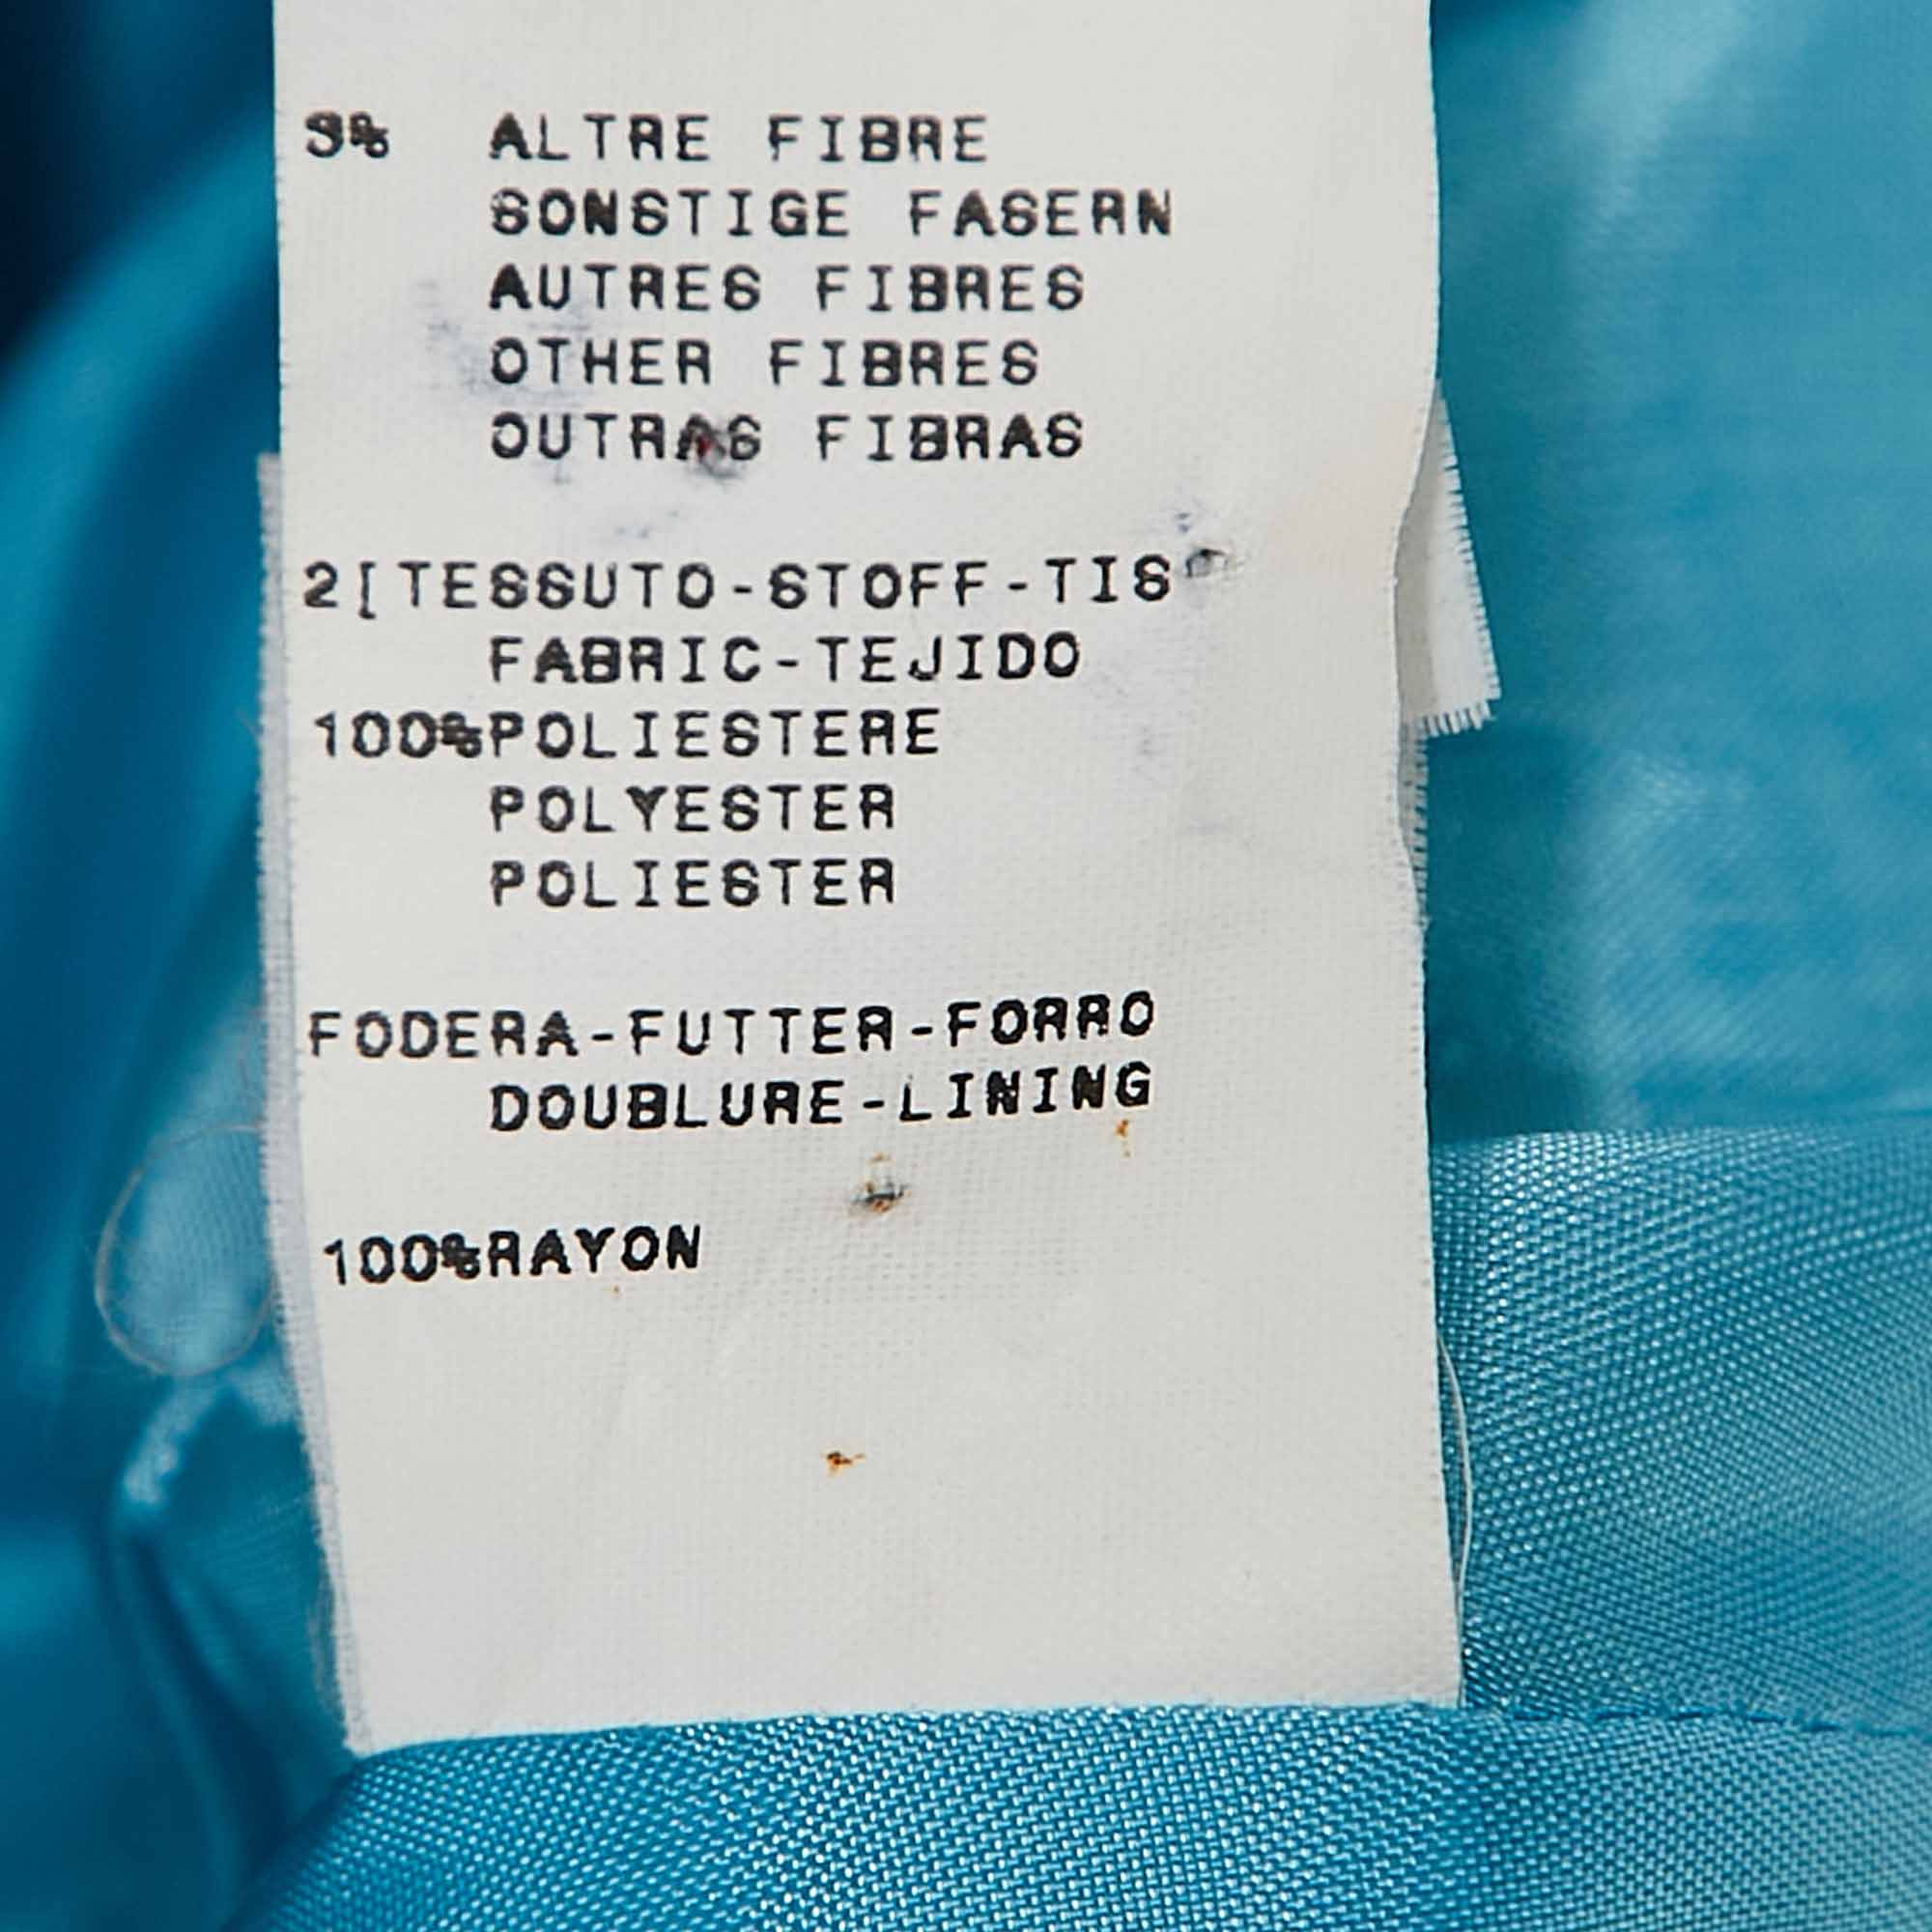 3% ALTRE FIBRE
SONSTIGE FASERN
AUTRES FIBRES
OTHER FIBRES
OUTRAS FIBRAS
2[TESSUTO-STOFF-TIS
FABRIC-TEJIDO
100%POLIESTERE
POLYESTER
POLIESTER
FODERA-FUTTER-FORRO
DOUBLURE-LINING
100%RAYON